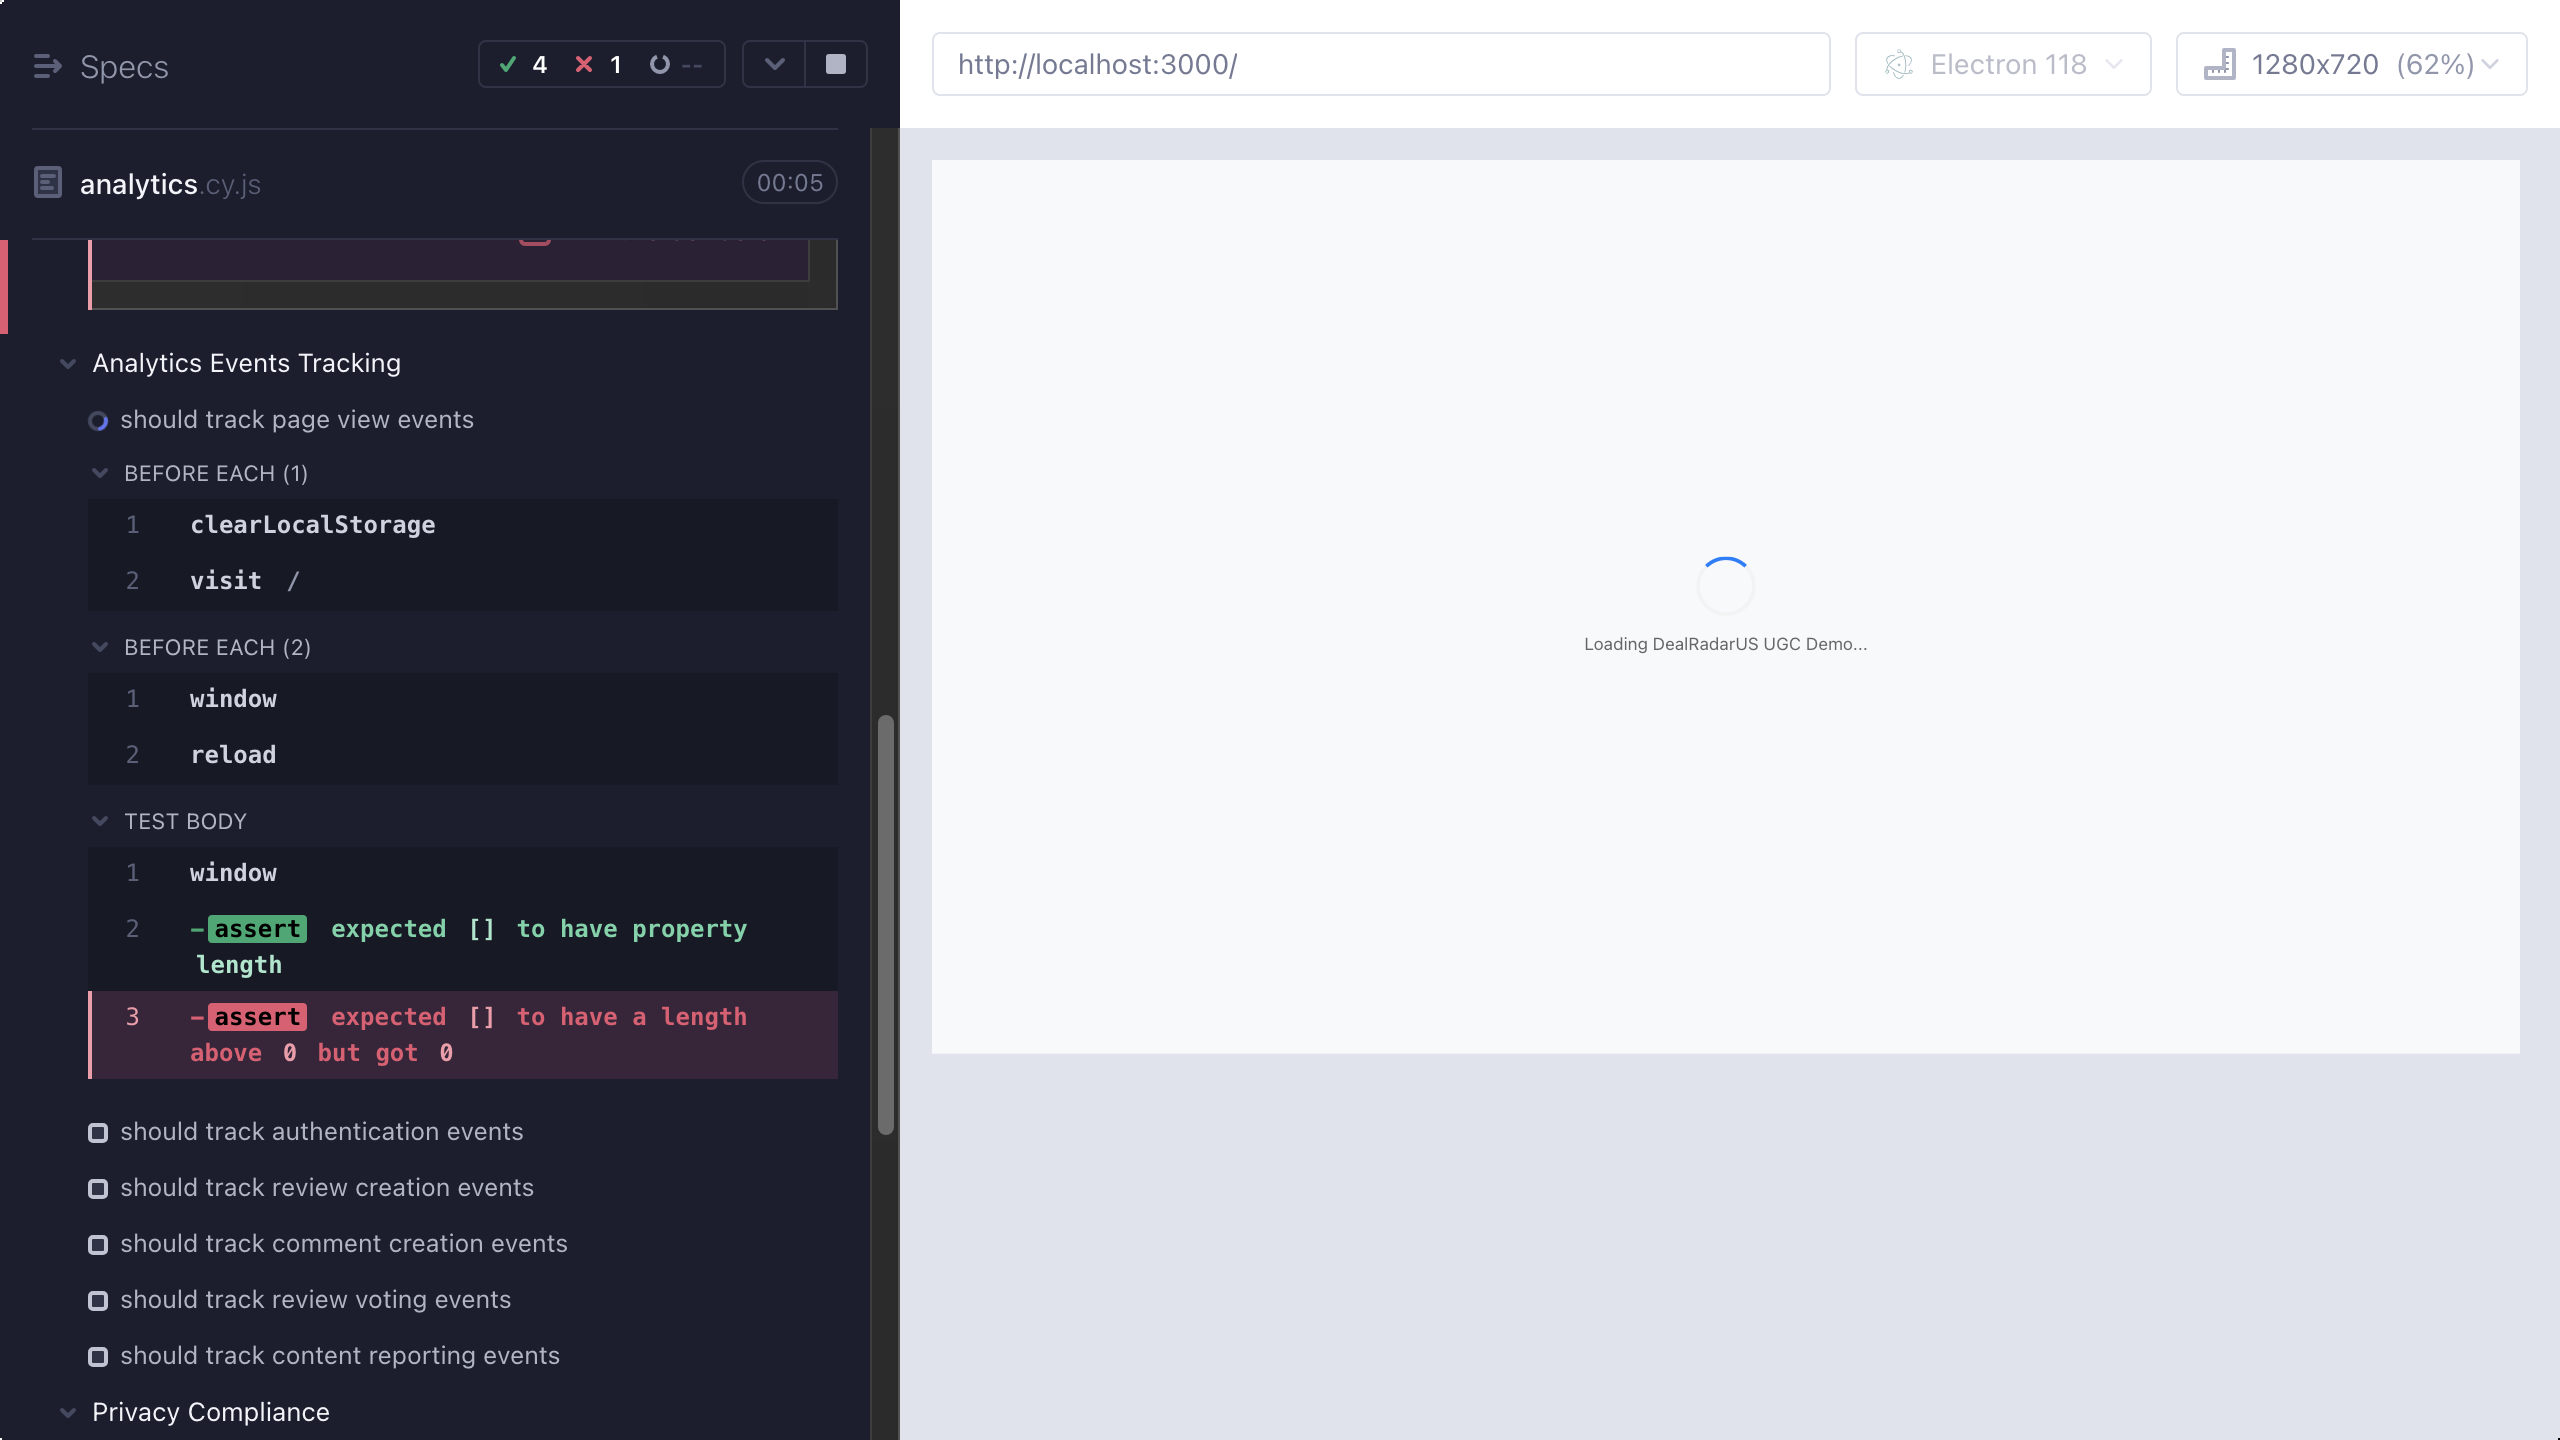 Specs
4
1
--
http://localhost:3000/
Electron 118
1280x720 (62%)
analytics.cy.js
00:05
Analytics Events Tracking
should track page view events
BEFORE EACH (1)
1 clearLocalStorage
2 visit /
BEFORE EACH (2)
1 window
2 reload
TEST BODY
1 window
2 -assert expected [] to have property
length
3 -assert expected [] to have a length
above 0 but got 0
should track authentication events
should track review creation events
should track comment creation events
should track review voting events
should track content reporting events
Privacy Compliance
Loading DealRadarUS UGC Demo...